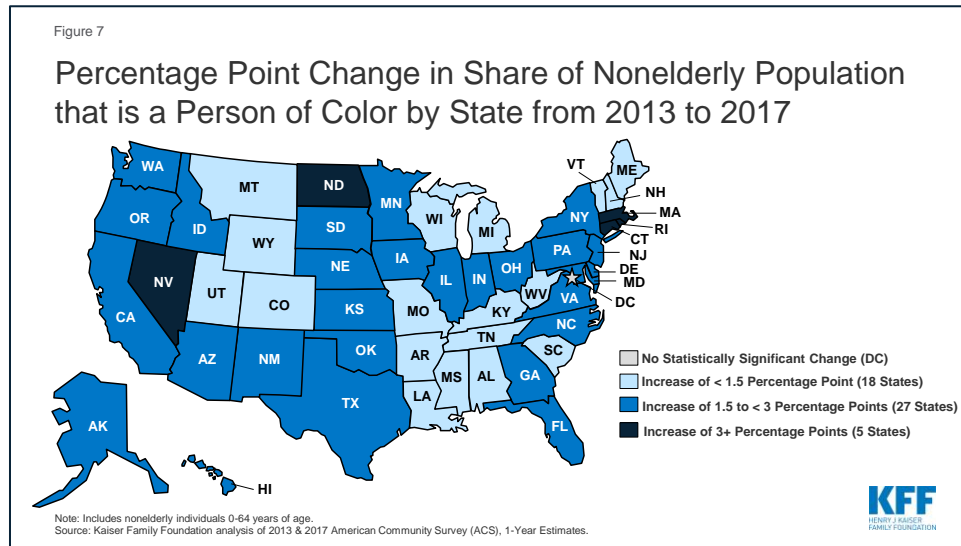 Figure 7
Percentage Point Change in Share of Nonelderly Population
that is a Person of Color by State from 2013 to 2017
WA
MT
ND
MN
VT
ME
NH
OR
ID
SD
WI
MI
NY
MA
RI
WY
CT
NE
IA
PA
NJ
NV
IL
IN
OH
DE
UT
CO
WV
MD
CA
KS
MO
KY
VA
DC
NC
TN
AZ
NM
OK
AR
SC
MS
AL
GA
TX
LA
FL
AK
HI
No Statistically Significant Change (DC)
Increase of < 1.5 Percentage Point (18 States)
Increase of 1.5 to < 3 Percentage Points (27 States)
Increase of 3+ Percentage Points (5 States)
Note: Includes nonelderly individuals 0-64 years of age.
Source: Kaiser Family Foundation analysis of 2013 & 2017 American Community Survey (ACS), 1-Year Estimates.
KFF
HENRY J KAISER
FAMILY FOUNDATION